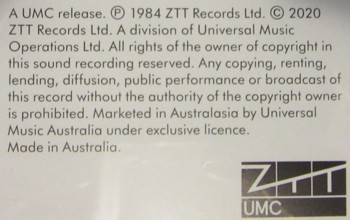 A UMC release. Ⓟ 1984 ZTT Records Ltd. © 2020
ZTT Records Ltd. A division of Universal Music
Operations Ltd. All rights of the owner of copyright in
this sound recording reserved. Any copying, renting,
lending, diffusion, public performance or broadcast of
this record without the authority of the copyright owner
is prohibited. Marketed in Australasia by Universal
Music Australia under exclusive licence.
Made in Australia.
ZTT
UMC